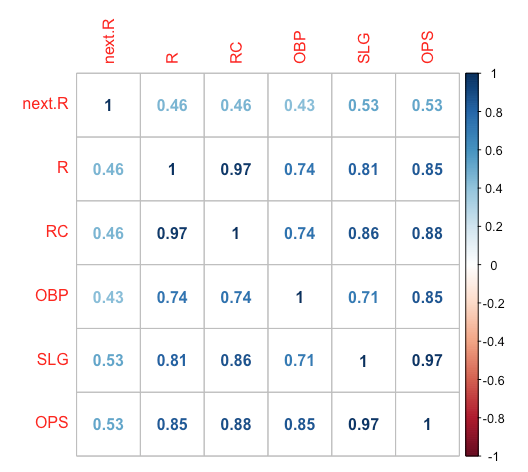 next.R R RC OBP SLG OPS
next.R 1 0.46 0.46 0.43 0.53 0.53
R 0.46 1 0.97 0.74 0.81 0.85
RC 0.46 0.97 1 0.74 0.86 0.88
OBP 0.43 0.74 0.74 1 0.71 0.85
SLG 0.53 0.81 0.86 0.71 1 0.97
OPS 0.53 0.85 0.88 0.85 0.97 1
1
0.8
0.6
0.4
0.2
0
-0.2
-0.4
-0.6
-0.8
-1